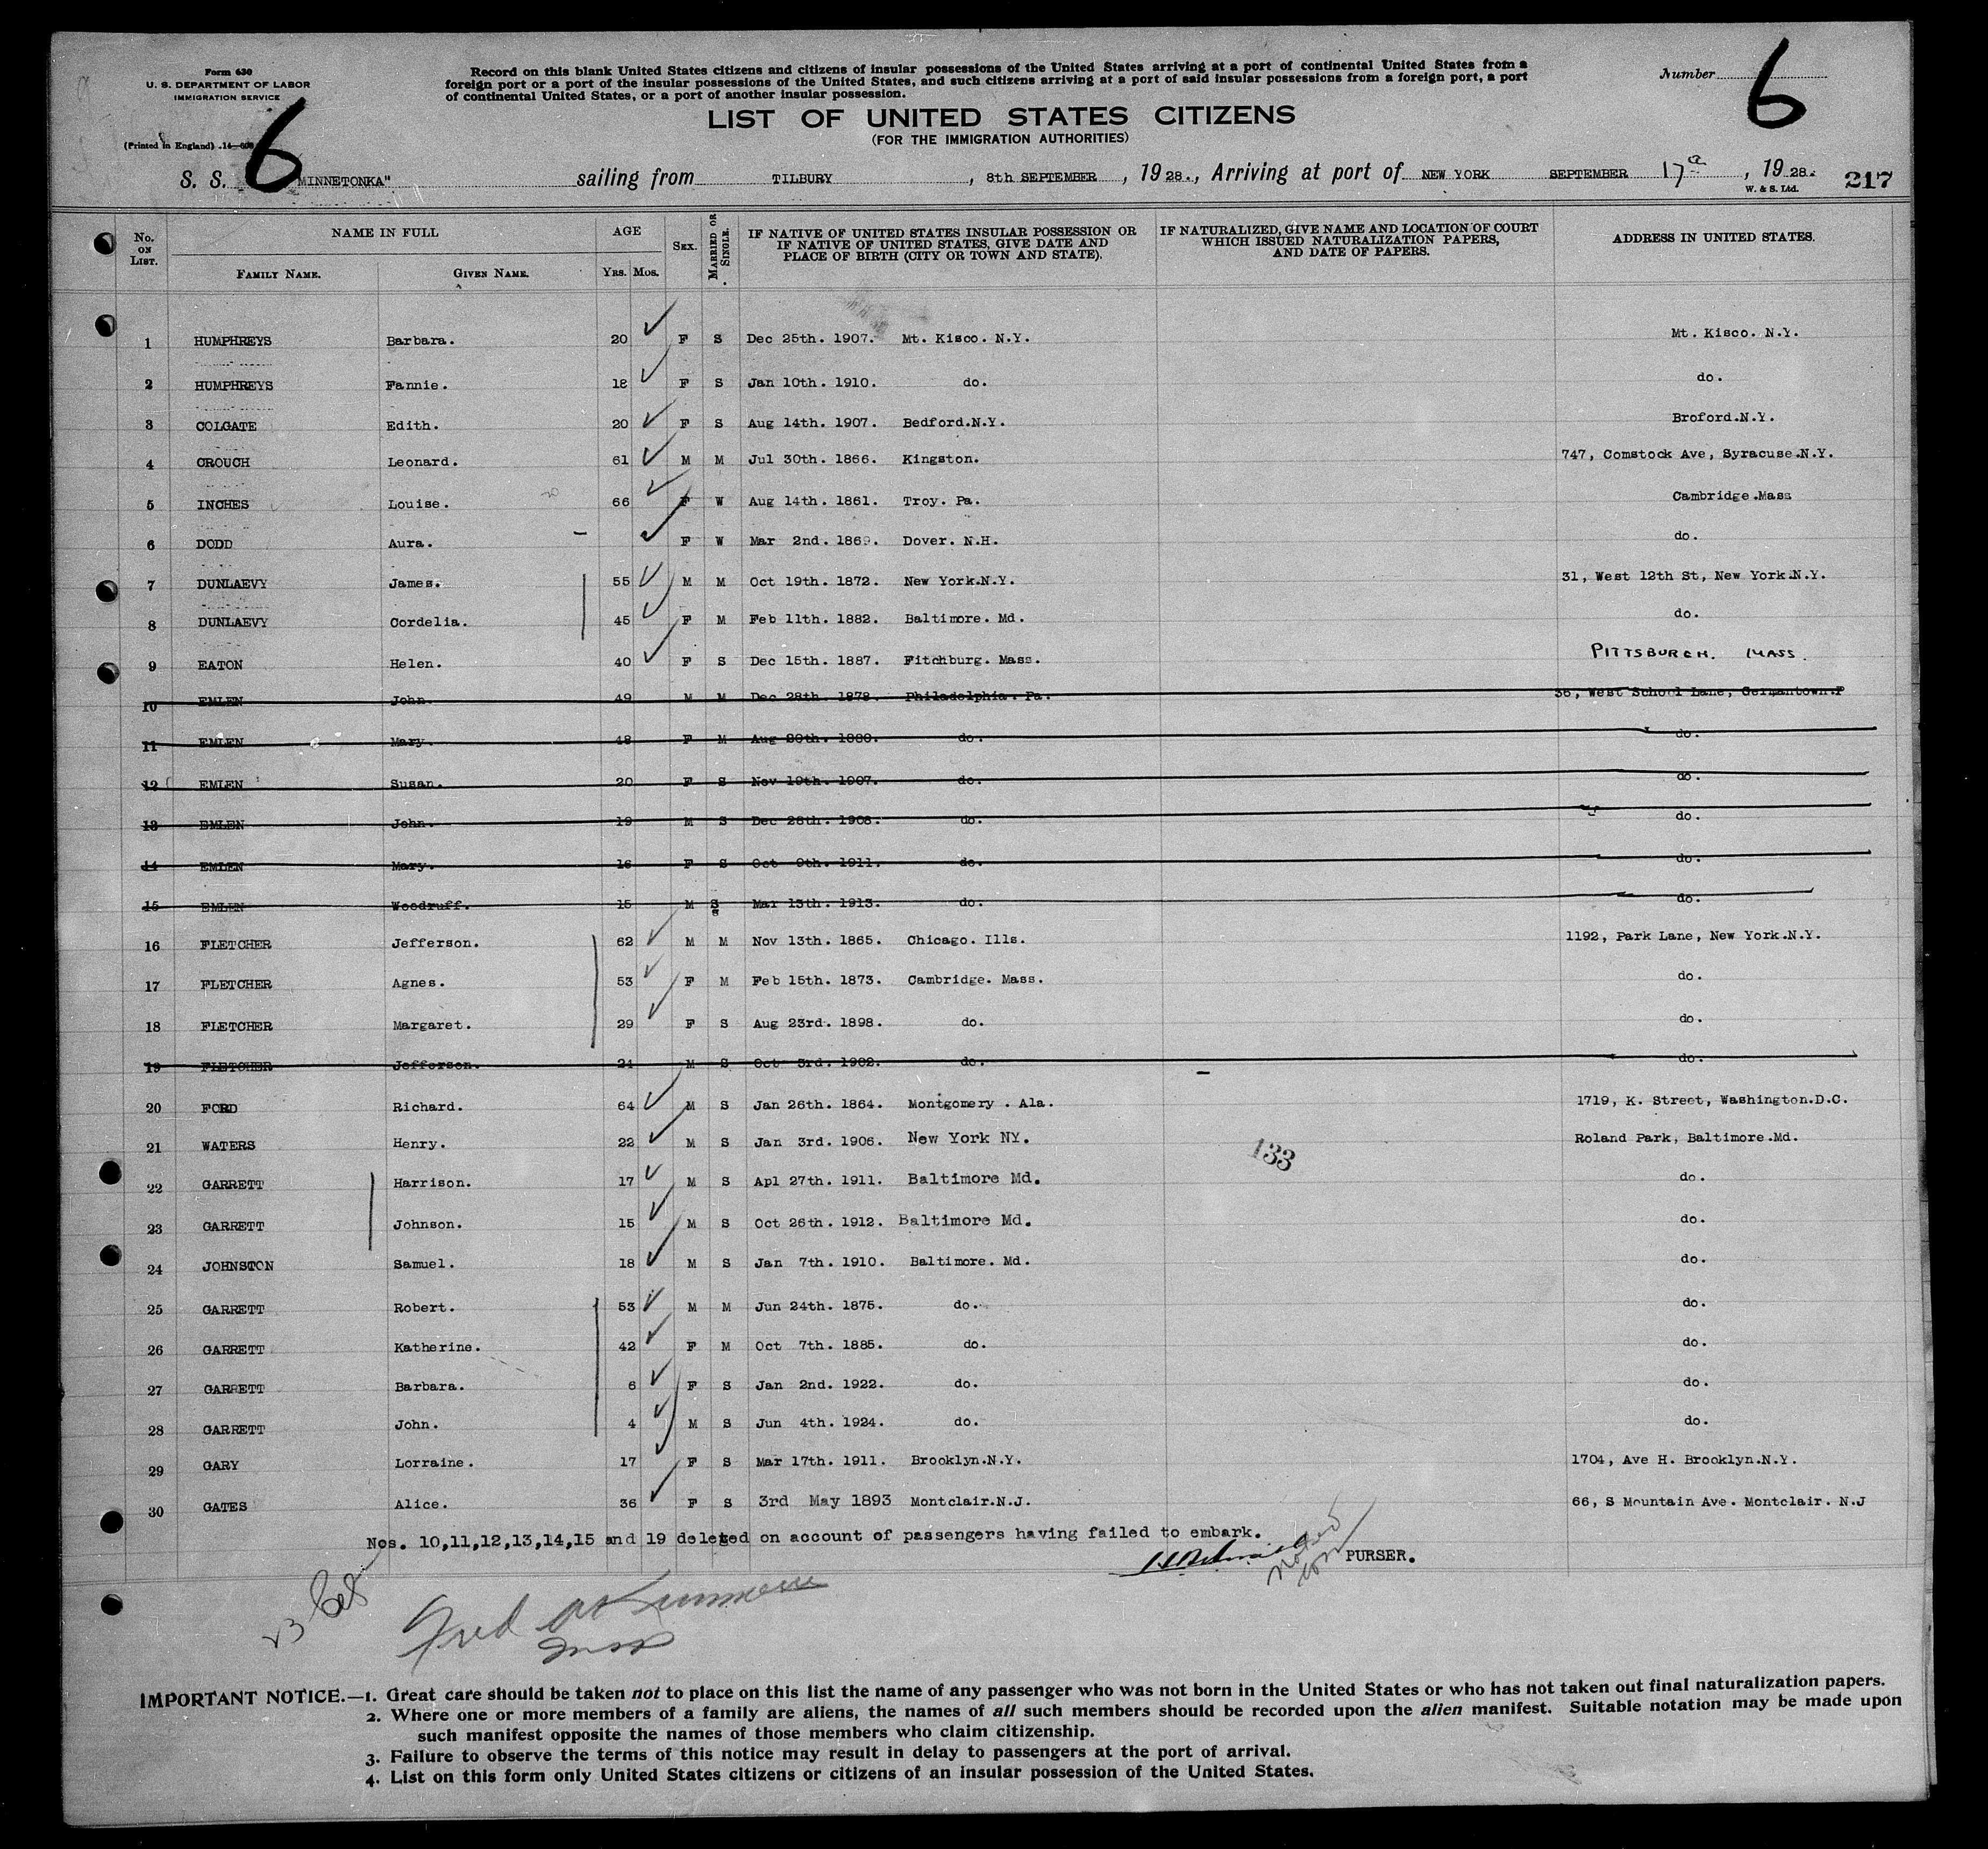 Form 630
U. S. DEPARTMENT OF LABOR
IMMIGRATION SERVICE
(Printed in England) .14—608
Record on this blank United States citizens and citizens of insular possessions of the United States arriving at a port of continental United States from a
foreign port or a port of the insular possessions of the United States, and such citizens arriving at a port of said insular possessions from a foreign port, a port
of continental United States, or a port of another insular possession.
Number 6
LIST OF UNITED STATES CITIZENS
(FOR THE IMMIGRATION AUTHORITIES)
6
S. S. MINNETONKA" sailing from TILBURY, 8th SEPTEMBER, 1928., Arriving at port of NEW YORK SEPTEMBER 17a, 1928.
W. & S. Ltd. 217
No. ON LIST. NAME IN FULL FAMILY NAME. GIVEN NAME. AGE YRS. MOS. SEX. MARRIED OR SINGLE. IF NATIVE OF UNITED STATES INSULAR POSSESSION OR IF NATIVE OF UNITED STATES, GIVE DATE AND PLACE OF BIRTH (CITY OR TOWN AND STATE). IF NATURALIZED, GIVE NAME AND LOCATION OF COURT WHICH ISSUED NATURALIZATION PAPERS, AND DATE OF PAPERS. ADDRESS IN UNITED STATES.
1 HUMPHREYS Barbara. 20 F S Dec 25th. 1907. Mt. Kisco. N.Y. Mt. Kisco. N.Y.
2 HUMPHREYS Fannie. 18 F S Jan 10th. 1910. do. do.
3 COLGATE Edith. 20 F S Aug 14th. 1907. Bedford.N.Y. Broford.N.Y.
4 CROUCH Leonard. 61 M M Jul 30th. 1866. Kingston. 747, Comstock Ave, Syracuse.N.Y.
5 INCHES Louise. 66 F W Aug 14th. 1861. Troy. Pa. Cambridge.Mass
6 DODD Aura. F W Mar 2nd. 1869. Dover. N.H. do.
7 DUNLAEVY James. 55 M M Oct 19th. 1872. New York.N.Y. 31, West 12th St, New York.N.Y.
8 DUNLAEVY Cordelia. 45 F M Feb 11th. 1882. Baltimore. Md. do.
9 EATON Helen. 40 F S Dec 15th. 1887. Fitchburg. Mass. PITTSBURGH. MASS.
10 EMLEN John. 49 M M Dec 28th. 1878. Philadelphia. Pa. 36, West School Lane, Germantown.P
11 EMLEN Mary. 48 F M Aug 20th. 1880. do. do.
12 EMLEN Susan. 20 F S Nov 19th. 1907. do. do.
13 EMLEN John. 19 M S Dec 28th. 1908. do. do.
14 EMLEN Mary. 16 F S Oct 9th. 1911. do. do.
15 EMLEN Woodruff. 15 M S Mar 13th. 1913. do. do.
16 FLETCHER Jefferson. 62 M M Nov 13th. 1865. Chicago. Ills. 1192, Park Lane, New York.N.Y.
17 FLETCHER Agnes. 53 F M Feb 15th. 1873. Cambridge. Mass. do.
18 FLETCHER Margaret. 29 F S Aug 23rd. 1898. do. do.
19 FLETCHER Jefferson. 24 M S Oct 3rd. 1902. do. do.
20 FORD Richard. 64 M S Jan 26th. 1864. Montgomery . Ala. 1719, K. Street, Washington.D.C.
21 WATERS Henry. 22 M S Jan 3rd. 1906. New York NY. Roland Park, Baltimore.Md.
133
22 GARRETT Harrison. 17 M S Apl 27th. 1911. Baltimore Md. do.
23 GARRETT Johnson. 15 M S Oct 26th. 1912. Baltimore Md. do.
24 JOHNSTON Samuel. 18 M S Jan 7th. 1910. Baltimore. Md. do.
25 GARRETT Robert. 53 M M Jun 24th. 1875. do. do.
26 GARRETT Katherine. 42 F M Oct 7th. 1885. do. do.
27 GARRETT Barbara. 6 F S Jan 2nd. 1922. do. do.
28 GARRETT John. 4 M S Jun 4th. 1924. do. do.
29 GARY Lorraine. 17 F S Mar 17th. 1911. Brooklyn.N.Y. 1704, Ave H. Brooklyn.N.Y.
30 GATES Alice. 36 F S 3rd May 1893 Montclair.N.J. 66, S Mountain Ave. Montclair. N.J
Nos. 10,11,12,13,14,15 and 19 deleted on account of passengers having failed to embark.
PURSER.
Fred
IMPORTANT NOTICE.—1. Great care should be taken not to place on this list the name of any passenger who was not born in the United States or who has not taken out final naturalization papers.
2. Where one or more members of a family are aliens, the names of all such members should be recorded upon the alien manifest. Suitable notation may be made upon
such manifest opposite the names of those members who claim citizenship.
3. Failure to observe the terms of this notice may result in delay to passengers at the port of arrival.
4. List on this form only United States citizens or citizens of an insular possession of the United States.